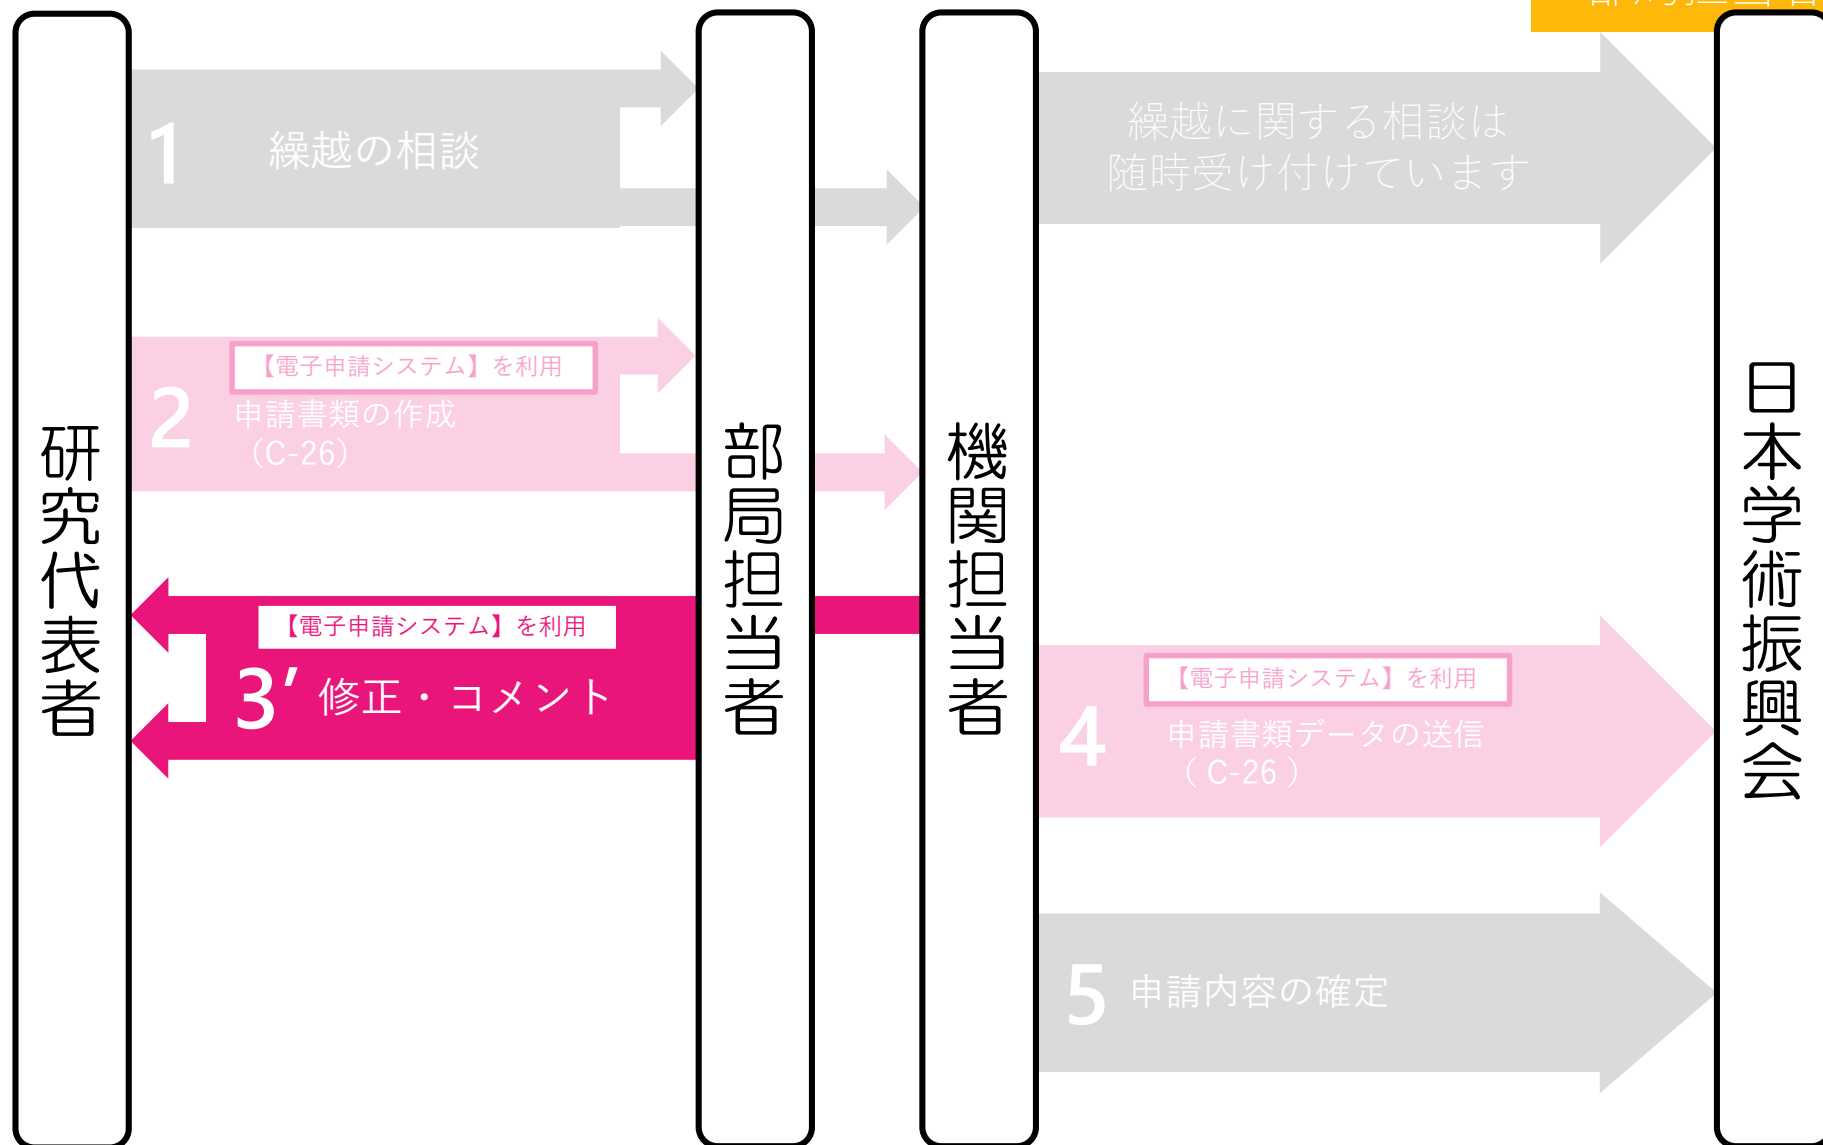 研究代表者
部局担当者
機関担当者
日本学術振興会
1
繰越の相談
繰越に関する相談は
随時受け付けています
2
【電子申請システム】を利用
申請書類の作成
（C-26）
【電子申請システム】を利用
3′
修正・コメント
4
【電子申請システム】を利用
申請書類データの送信
（ C-26 ）
5
申請内容の確定